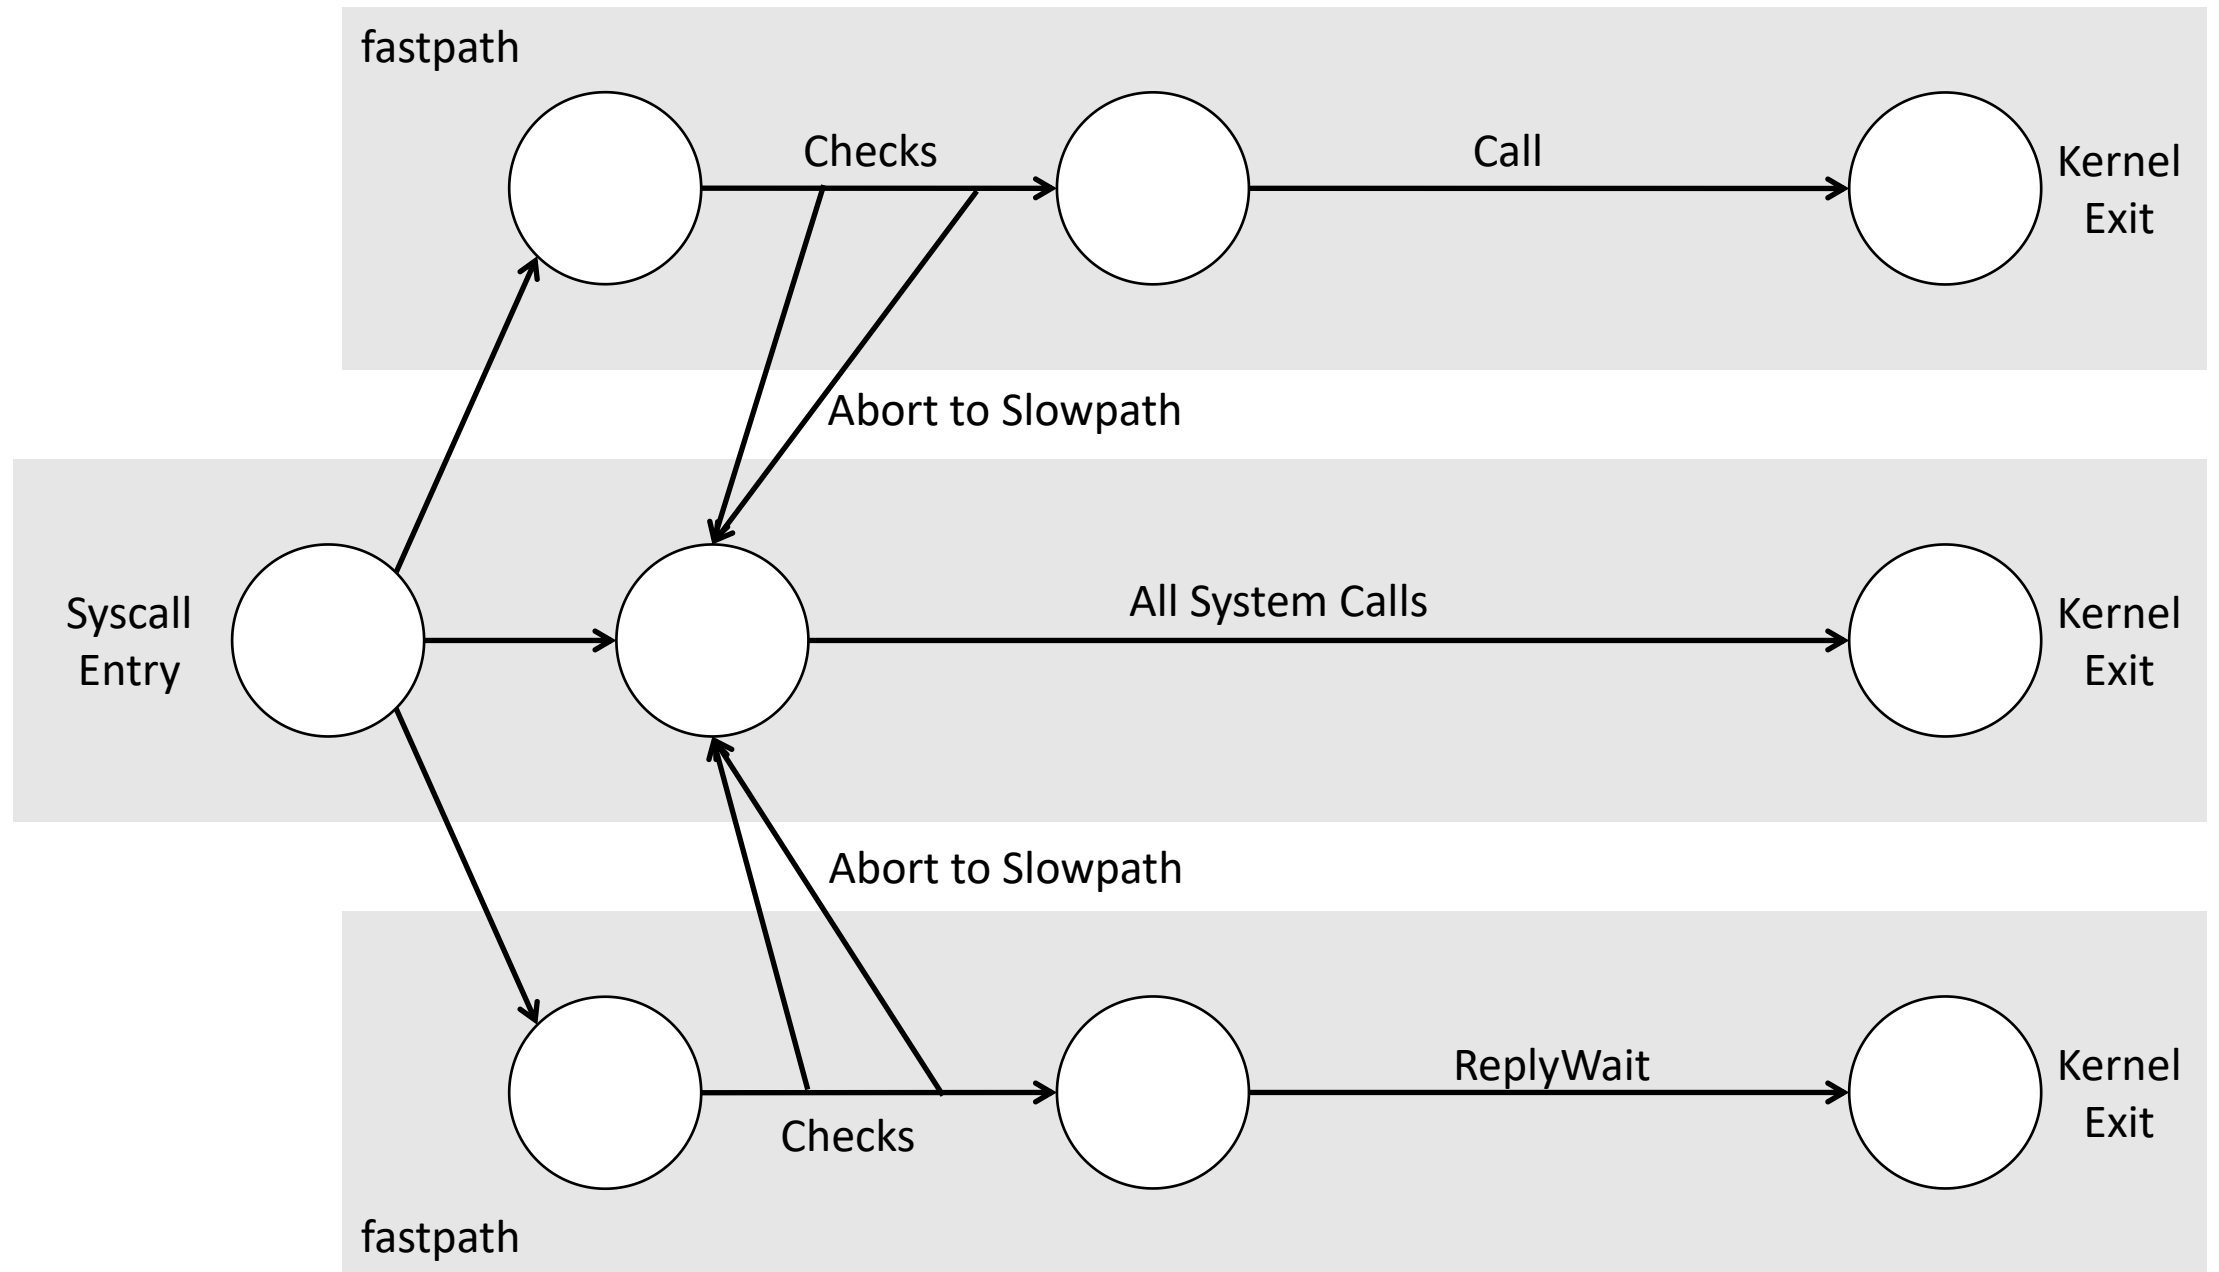 fastpath
Checks
Call
Kernel
Exit
Abort to Slowpath
Syscall
Entry
All System Calls
Kernel
Exit
Abort to Slowpath
ReplyWait
Kernel
Exit
Checks
fastpath